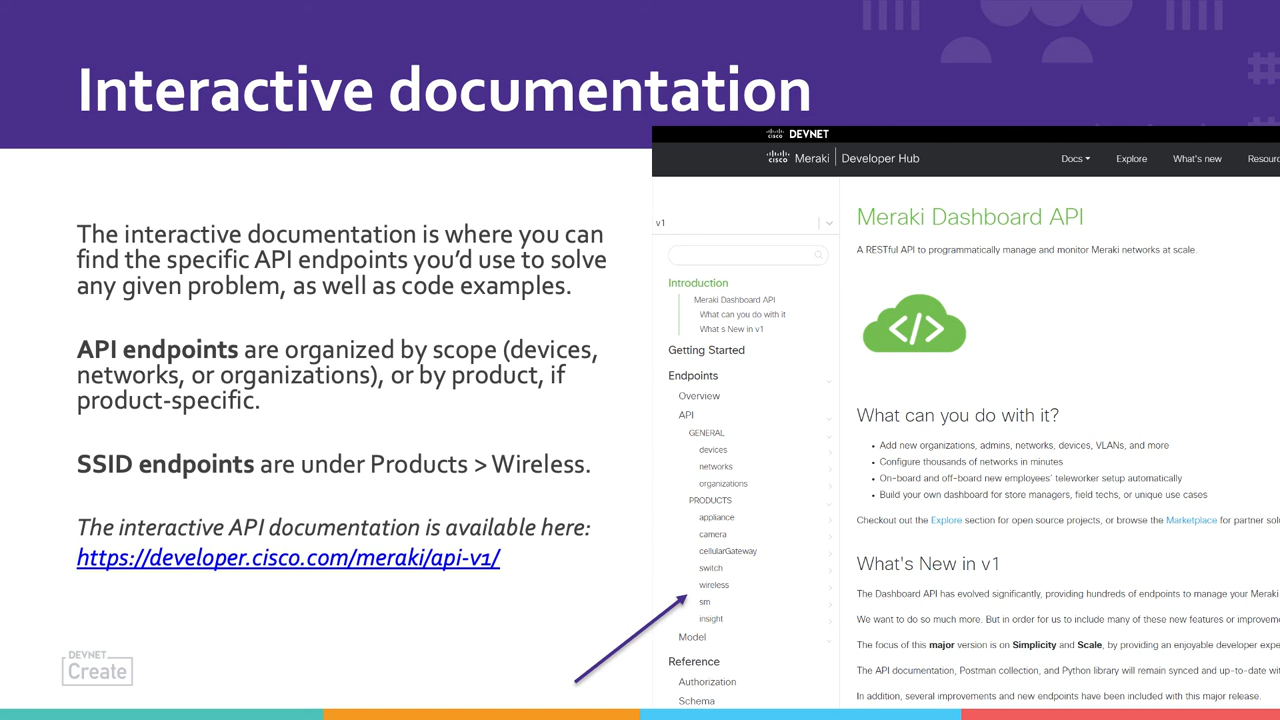 Interactive documentation
The interactive documentation is where you can
find the specific API endpoints you’d use to solve
any given problem, as well as code examples.
API endpoints are organized by scope (devices,
networks, or organizations), or by product, if
product-specific.
SSID endpoints are under Products > Wireless.
The interactive API documentation is available here:
https://developer.cisco.com/meraki/api-v1/
DEVNET
Create
CISCO DEVNET
CISCO Meraki | Developer Hub
Docs
Explore
What's new
v1
Introduction
Meraki Dashboard API
What can you do with it
What s New in v1
Getting Started
Endpoints
Overview
API
GENERAL
devices
networks
organizations
PRODUCTS
appliance
camera
cellularGateway
switch
wireless
sm
insight
Model
Reference
Authorization
Schema
Meraki Dashboard API
A RESTful API to programmatically manage and monitor Meraki networks at scale.
</>
What can you do with it?
• Add new organizations, admins, networks, devices, VLANs, and more
• Configure thousands of networks in minutes
• On-board and off-board new employees' teleworker setup automatically
• Build your own dashboard for store managers, field techs, or unique use cases
Checkout out the Explore section for open source projects, or browse the Marketplace for partner
What's New in v1
The Dashboard API has evolved significantly, providing hundreds of endpoints to manage your Meraki
We want to do so much more. But in order for us to include many of these new features or
The focus of this major version is on Simplicity and Scale, by providing an enjoyable developer
The API documentation, Postman collection, and Python library will remain synced and up-to-date
In addition, several improvements and new endpoints have been included with this major release.